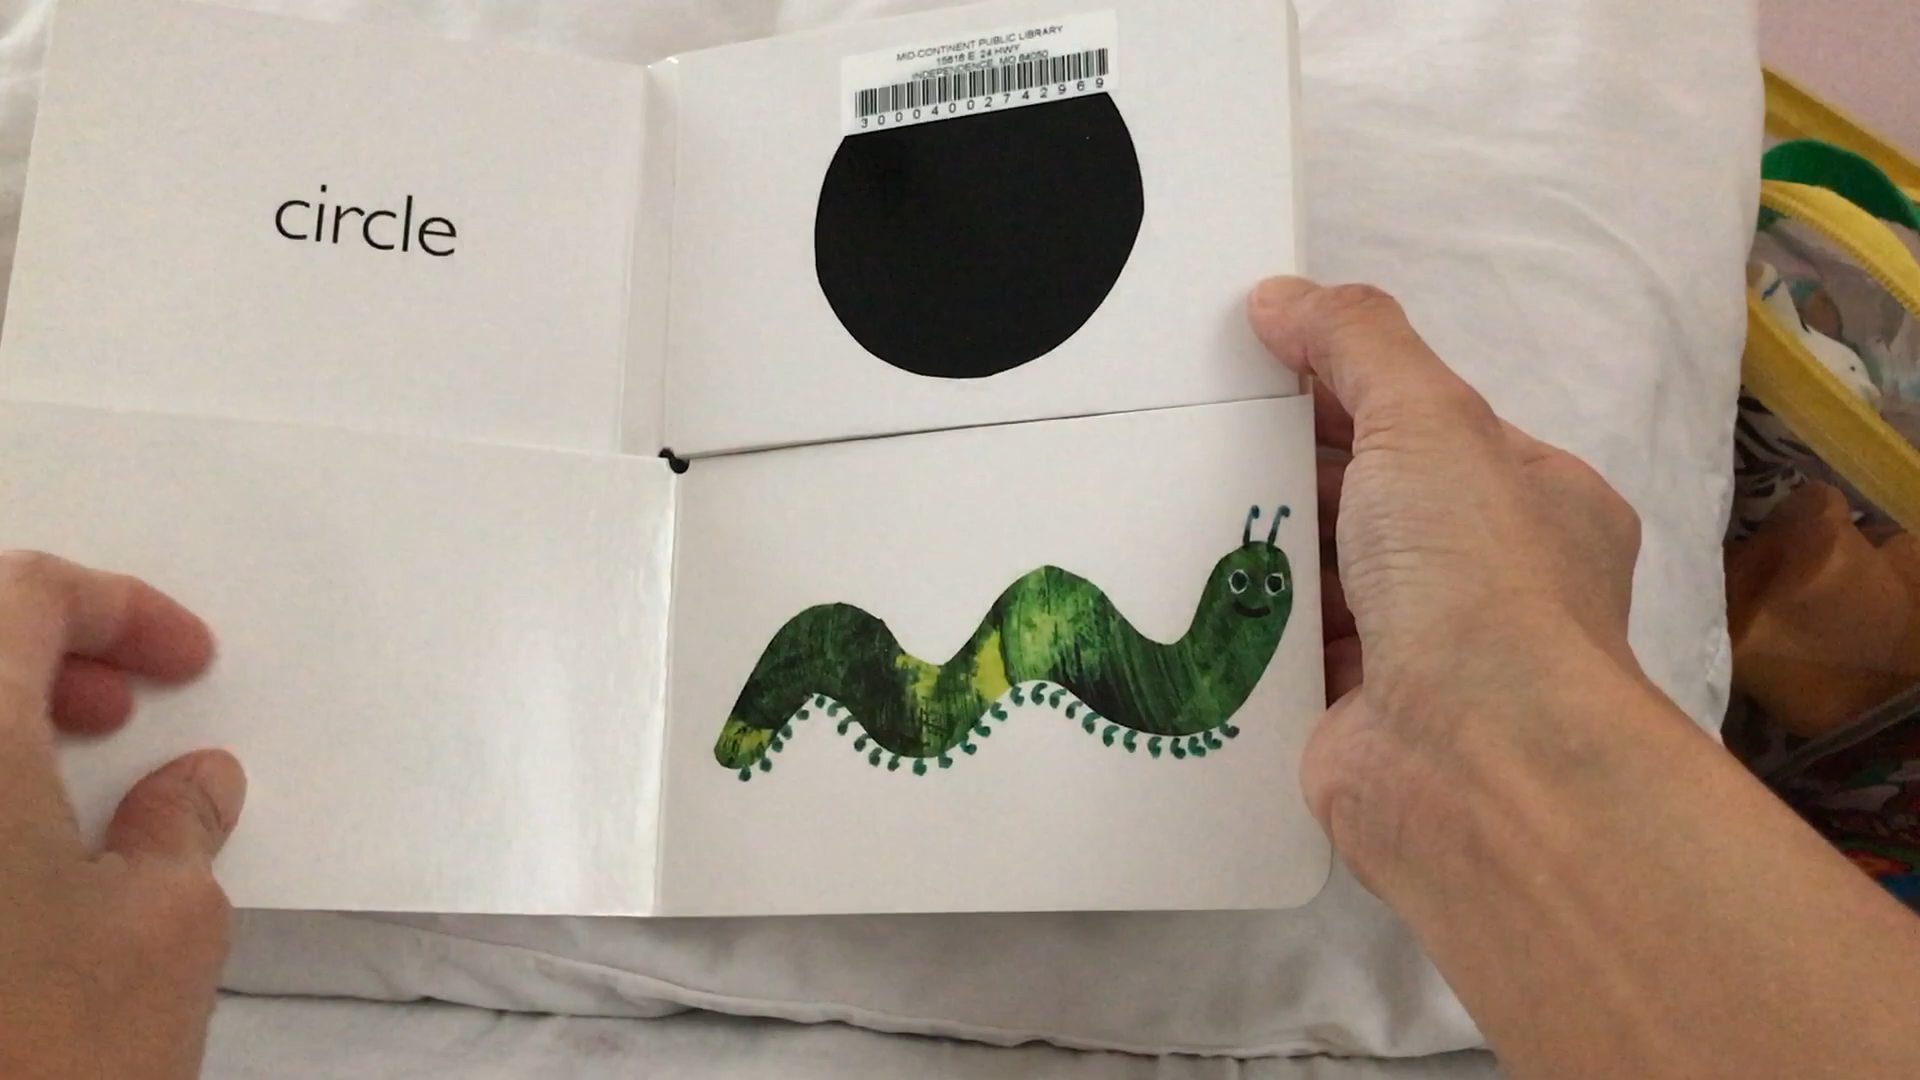 circle
MID-CONTINENT PUBLIC LIBRARY
15616 E. 24 HWY
INDEPENDENCE, MO 64050
30004002742969